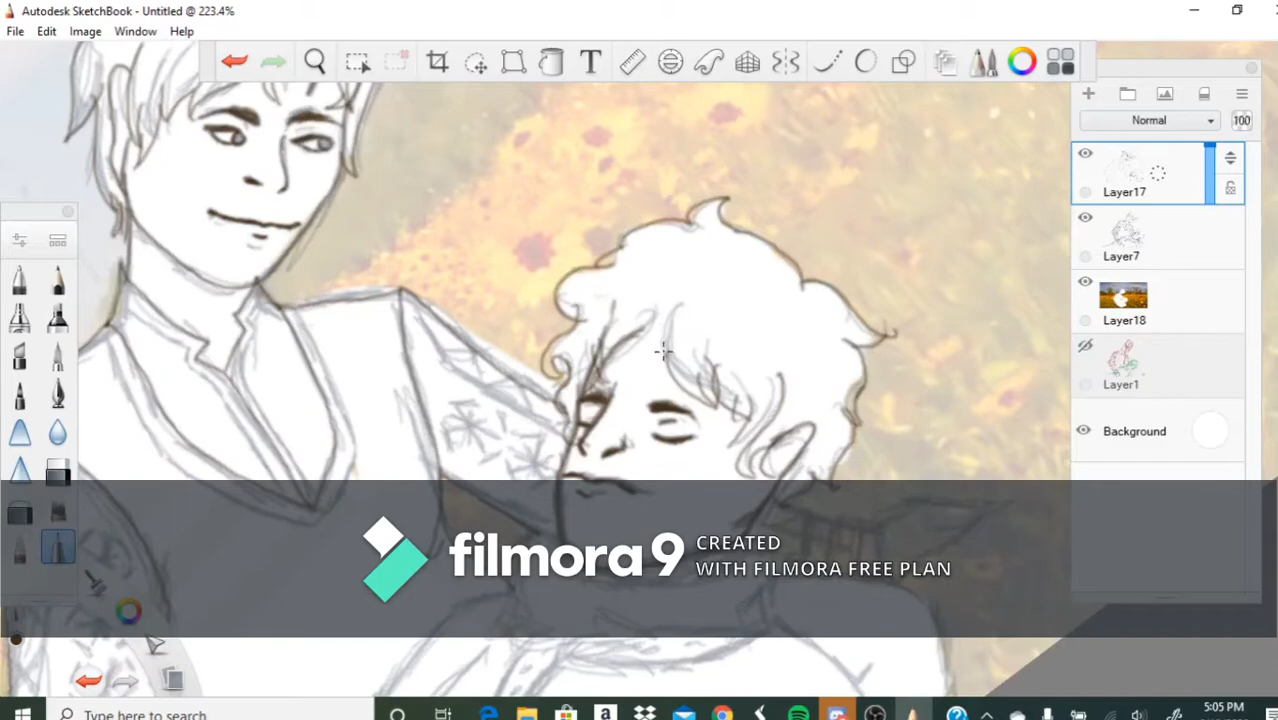 Autodesk SketchBook - Untitled @ 223.4%
File Edit Image Window Help
T
Normal 100
Layer17
Layer7
Layer18
Layer1
Background
filmora 9 CREATED
WITH FILMORA FREE PLAN
5:05 PM
Type here to search